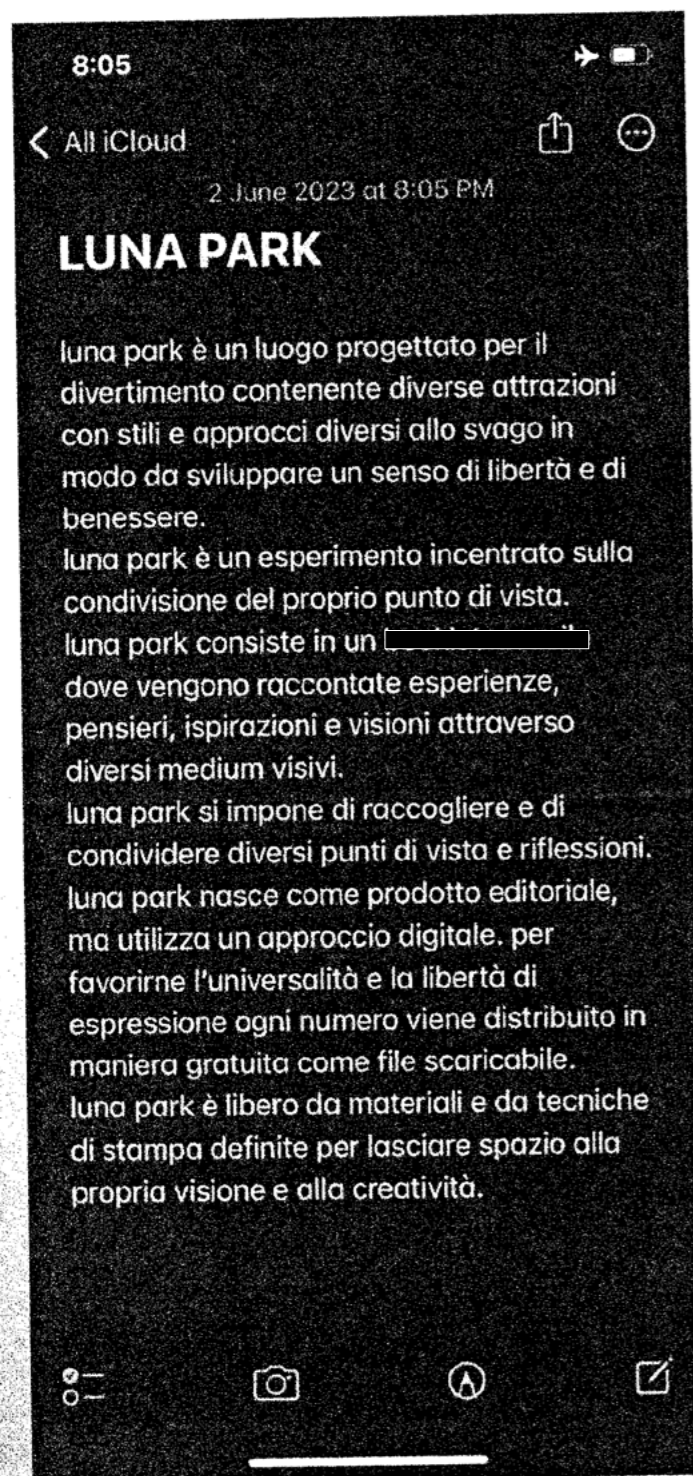 8:05
All iCloud
2 June 2023 at 8:05 PM
LUNA PARK
luna park è un luogo progettato per il
divertimento contenente diverse attrazioni
con stili e approcci diversi allo svago in
modo da sviluppare un senso di libertà e di
benessere.
luna park è un esperimento incentrato sulla
condivisione del proprio punto di vista.
luna park consiste in un
dove vengono raccontate esperienze,
pensieri, ispirazioni e visioni attraverso
diversi medium visivi.
luna park si impone di raccogliere e di
condividere diversi punti di vista e riflessioni.
luna park nasce come prodotto editoriale,
ma utilizza un approccio digitale. per
favorirne l'universalità e la libertà di
espressione ogni numero viene distribuito in
maniera gratuita come file scaricabile.
luna park è libero da materiali e da tecniche
di stampa definite per lasciare spazio alla
propria visione e alla creatività.